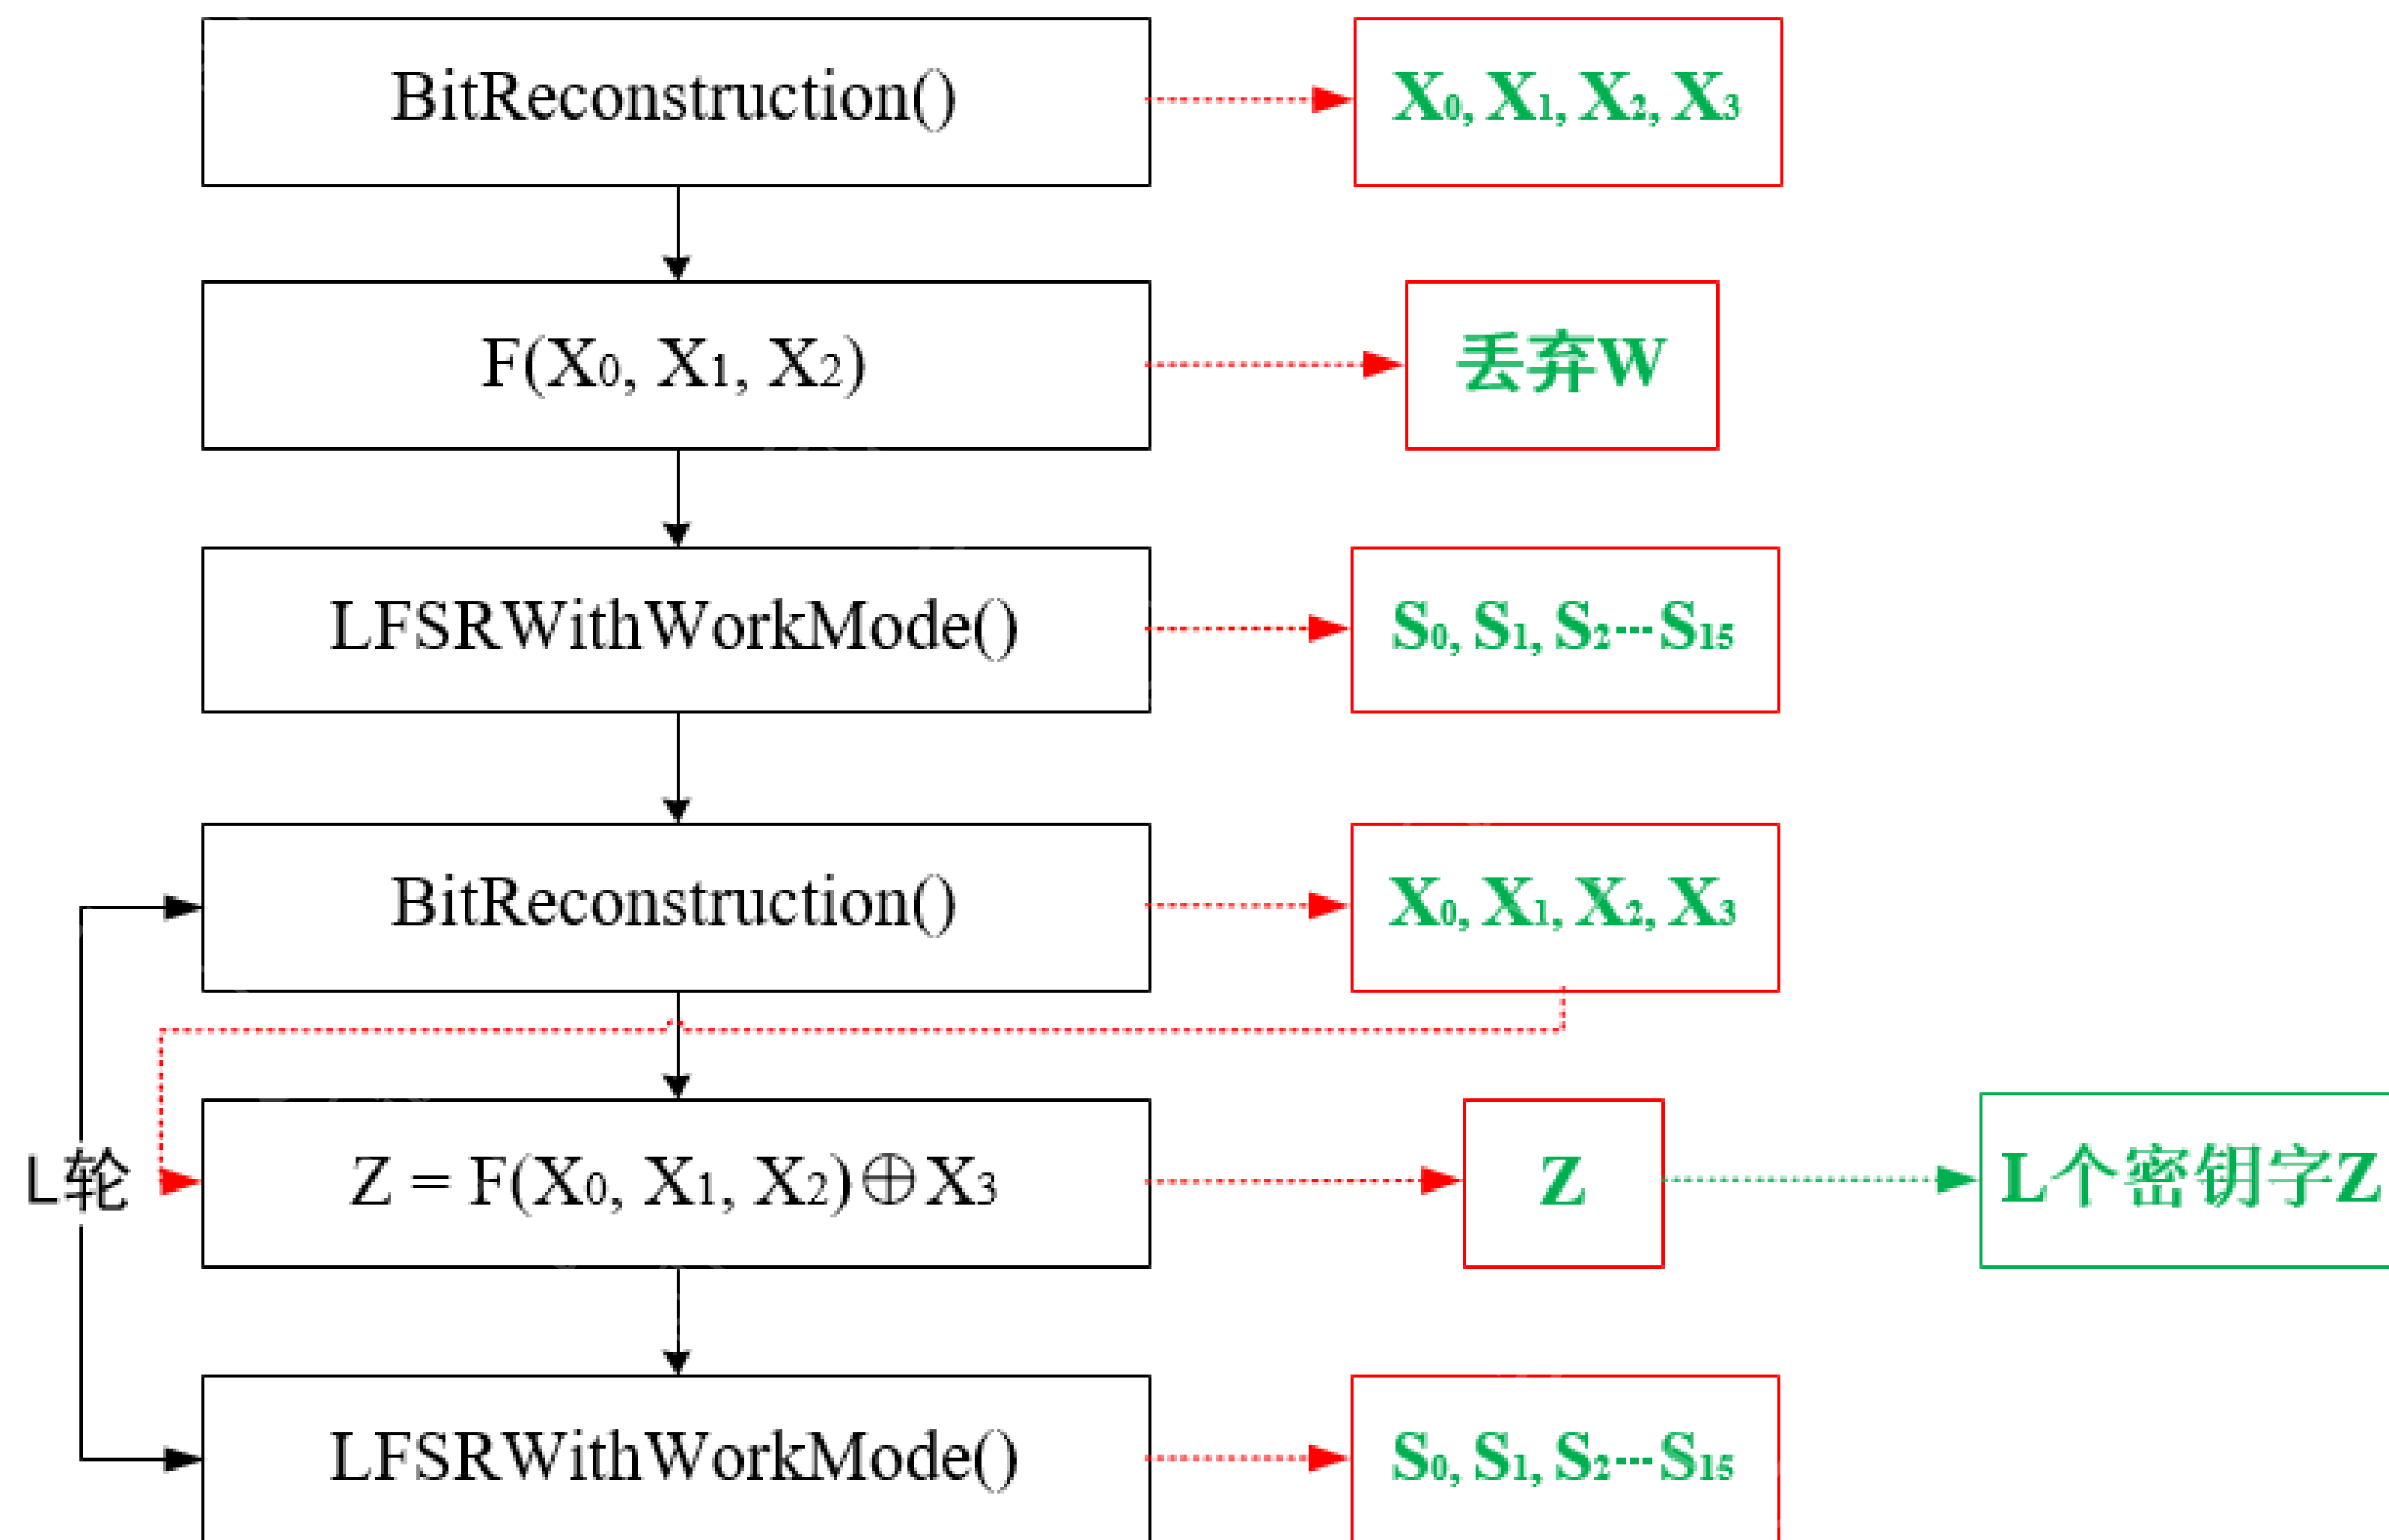 BitReconstruction()
X₀, X₁, X₂, X₃
F(X₀, X₁, X₂)
丢弃W
LFSRWithWorkMode()
S₀, S₁, S₂···S₁₅
BitReconstruction()
X₀, X₁, X₂, X₃
L轮
Z = F(X₀, X₁, X₂)⊕X₃
Z
L个密钥字Z
LFSRWithWorkMode()
S₀, S₁, S₂···S₁₅